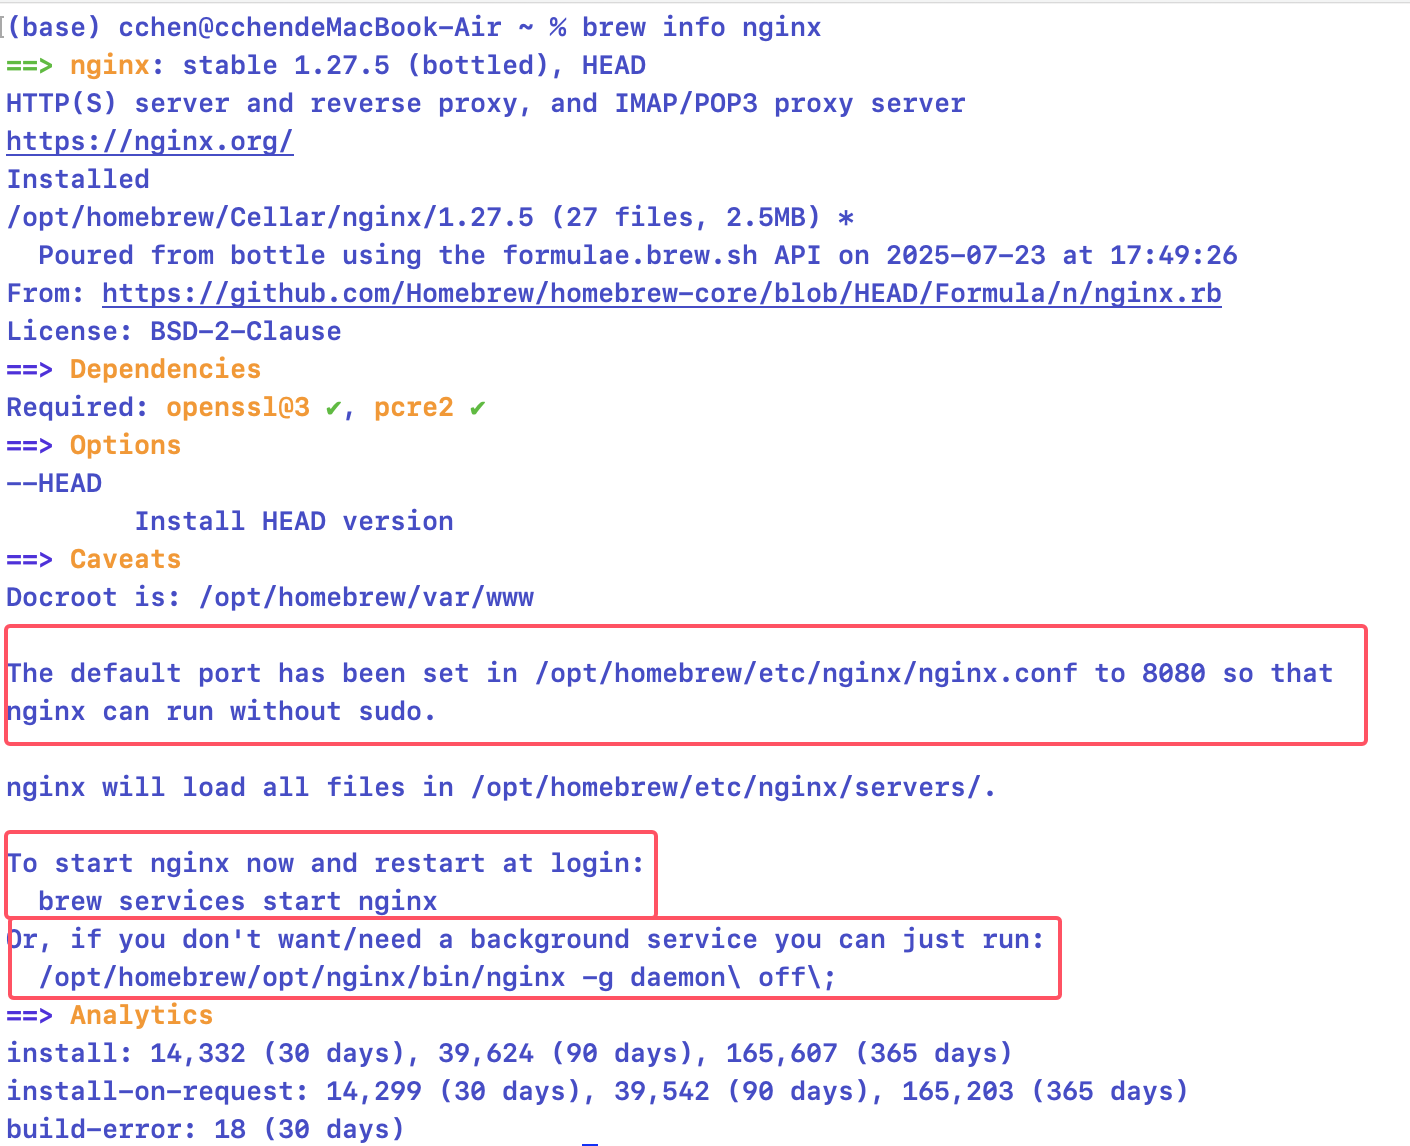 (base) cchen@cchendeMacBook-Air ~ % brew info nginx
==> nginx: stable 1.27.5 (bottled), HEAD
HTTP(S) server and reverse proxy, and IMAP/POP3 proxy server
https://nginx.org/
Installed
/opt/homebrew/Cellar/nginx/1.27.5 (27 files, 2.5MB) *
  Poured from bottle using the formulae.brew.sh API on 2025-07-23 at 17:49:26
From: https://github.com/Homebrew/homebrew-core/blob/HEAD/Formula/n/nginx.rb
License: BSD-2-Clause
==> Dependencies
Required: openssl@3 ✔, pcre2 ✔
==> Options
--HEAD
        Install HEAD version
==> Caveats
Docroot is: /opt/homebrew/var/www
The default port has been set in /opt/homebrew/etc/nginx/nginx.conf to 8080 so that
nginx can run without sudo.
nginx will load all files in /opt/homebrew/etc/nginx/servers/.
To start nginx now and restart at login:
  brew services start nginx
Or, if you don't want/need a background service you can just run:
  /opt/homebrew/opt/nginx/bin/nginx -g daemon\ off\;
==> Analytics
install: 14,332 (30 days), 39,624 (90 days), 165,607 (365 days)
install-on-request: 14,299 (30 days), 39,542 (90 days), 165,203 (365 days)
build-error: 18 (30 days)